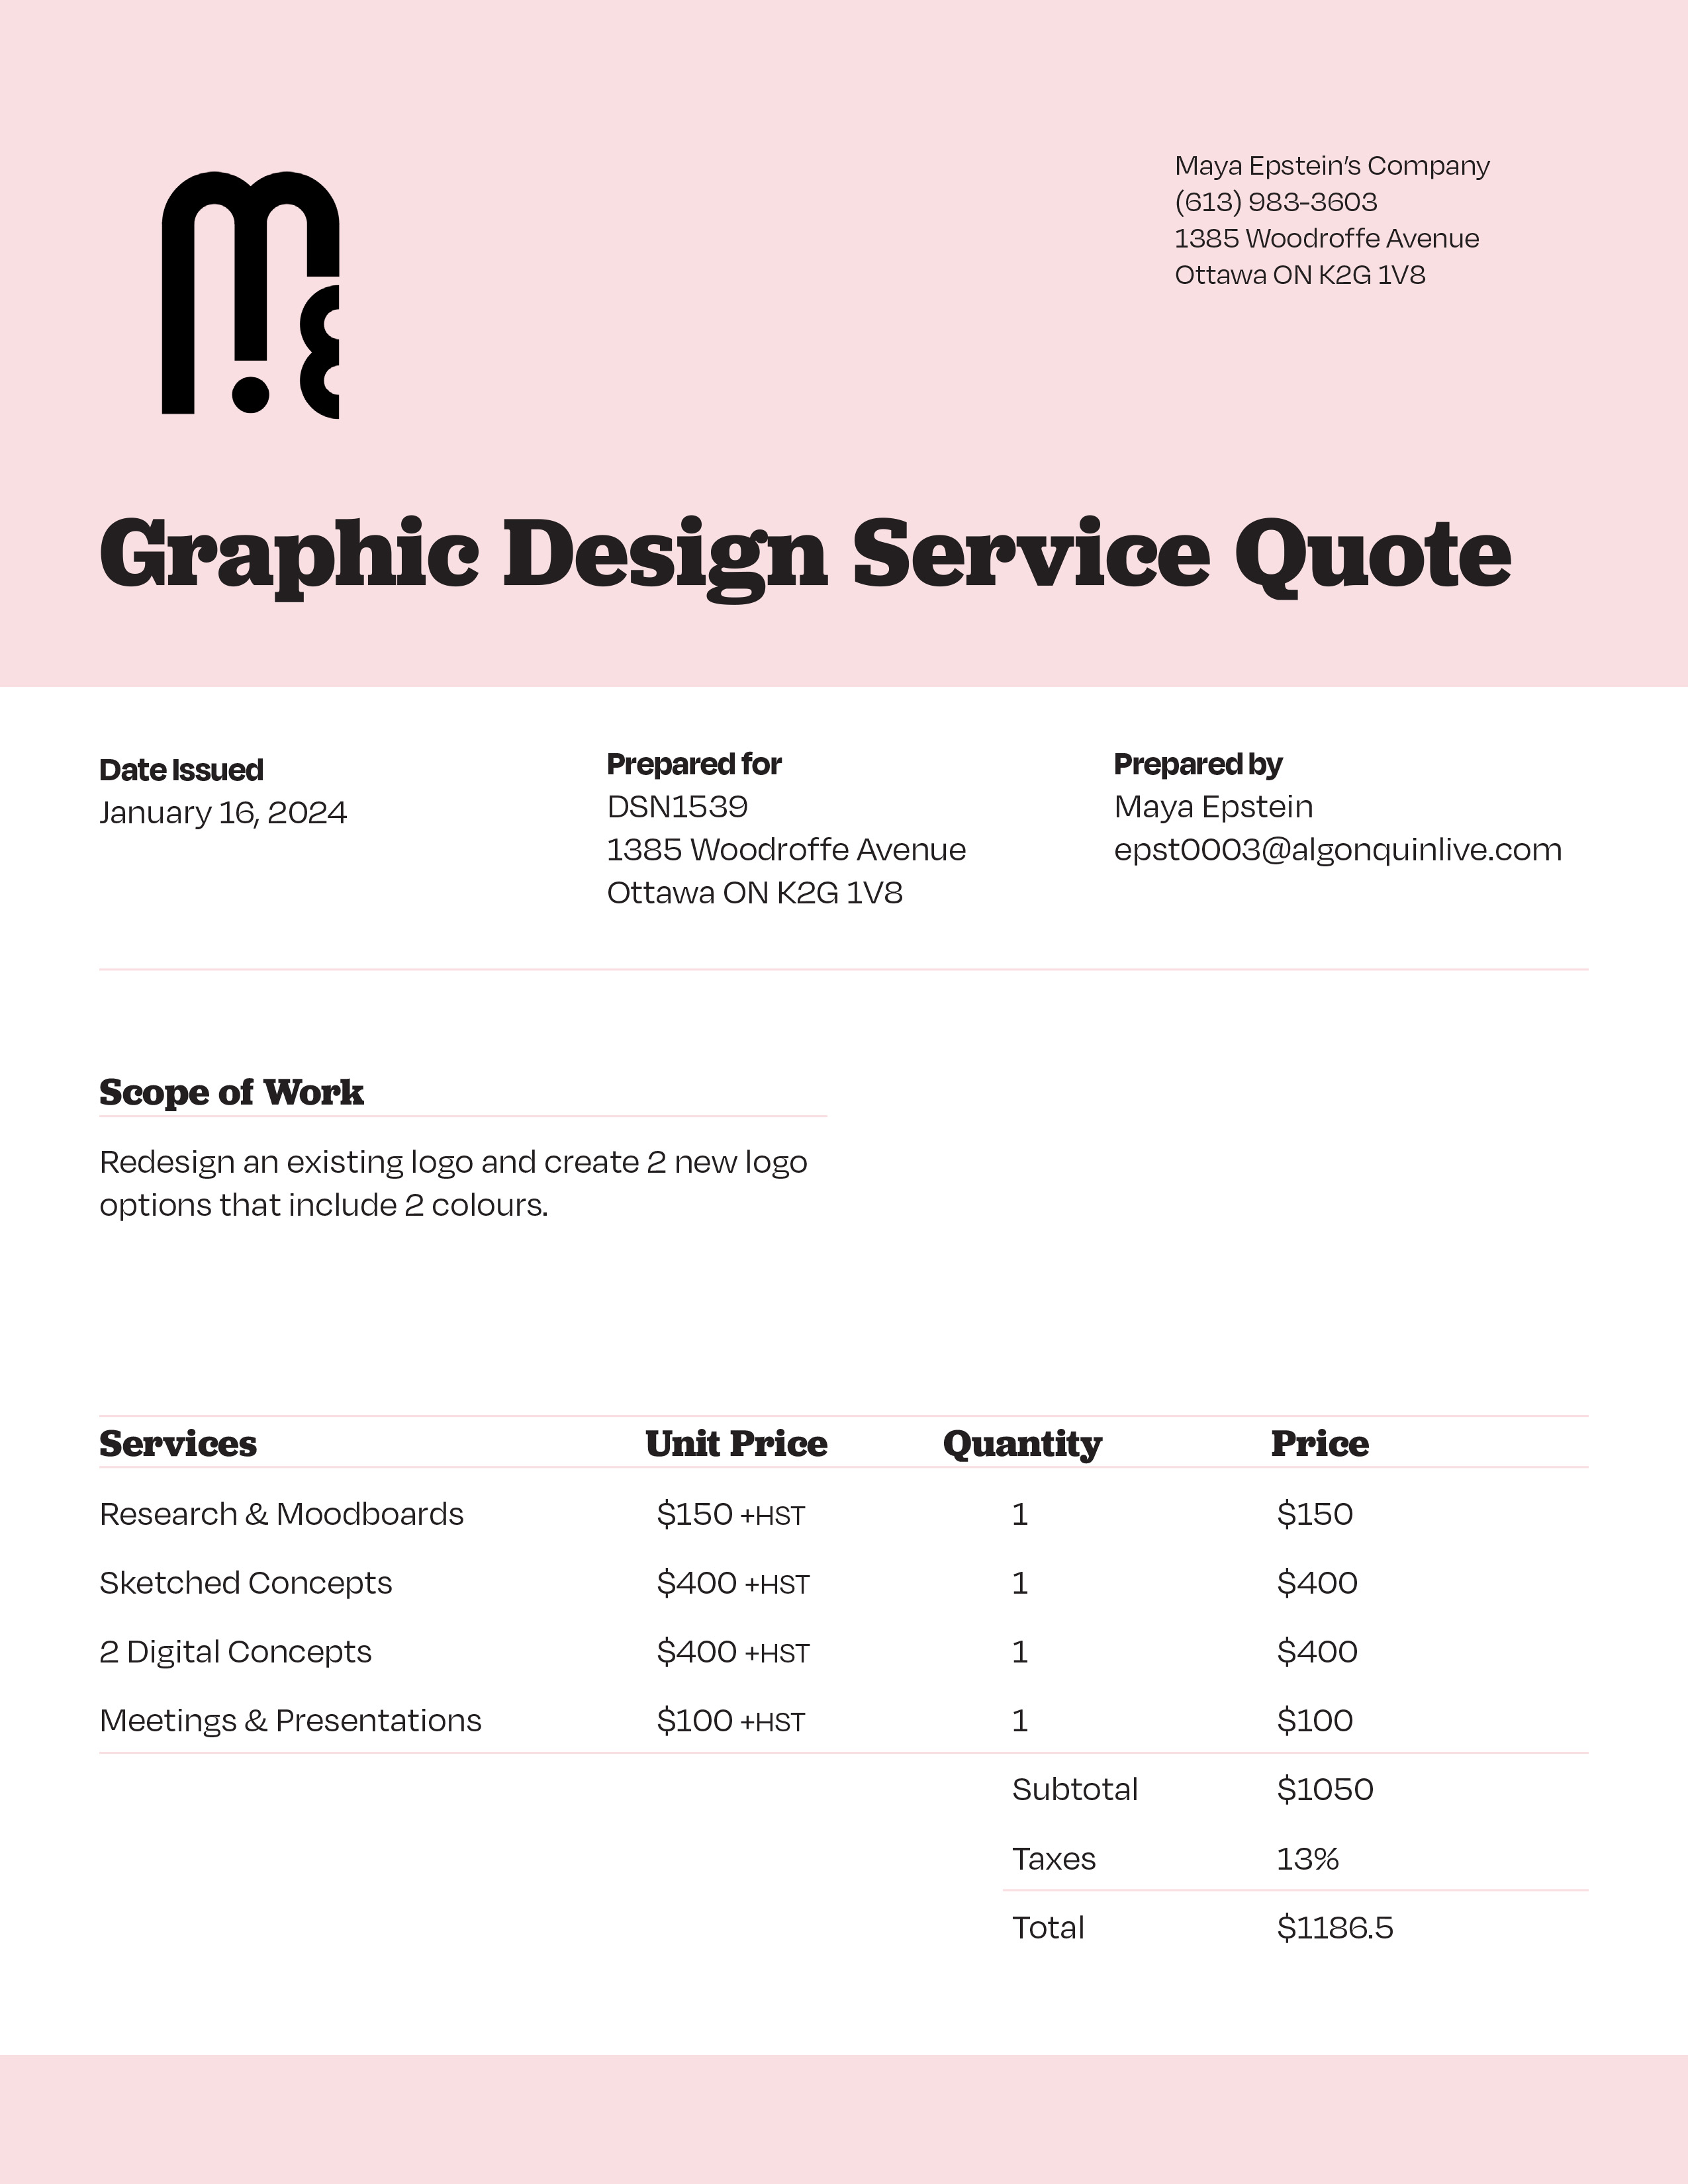 Maya Epstein's Company
(613) 983-3603
1385 Woodroffe Avenue
Ottawa ON K2G 1V8
Graphic Design Service Quote
Date Issued
January 16, 2024
Prepared for
DSN1539
1385 Woodroffe Avenue
Ottawa ON K2G 1V8
Prepared by
Maya Epstein
epst0003@algonquinlive.com
Scope of Work
Redesign an existing logo and create 2 new logo
options that include 2 colours.
Services Unit Price Quantity Price
Research & Moodboards $150 +HST 1 $150
Sketched Concepts $400 +HST 1 $400
2 Digital Concepts $400 +HST 1 $400
Meetings & Presentations $100 +HST 1 $100
Subtotal $1050
Taxes 13%
Total $1186.5